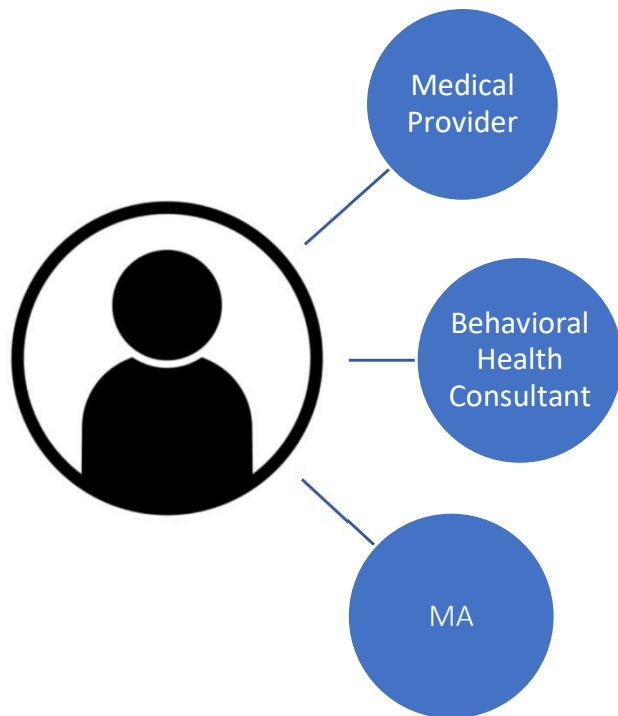 Medical
Provider
Behavioral
Health
Consultant
MA